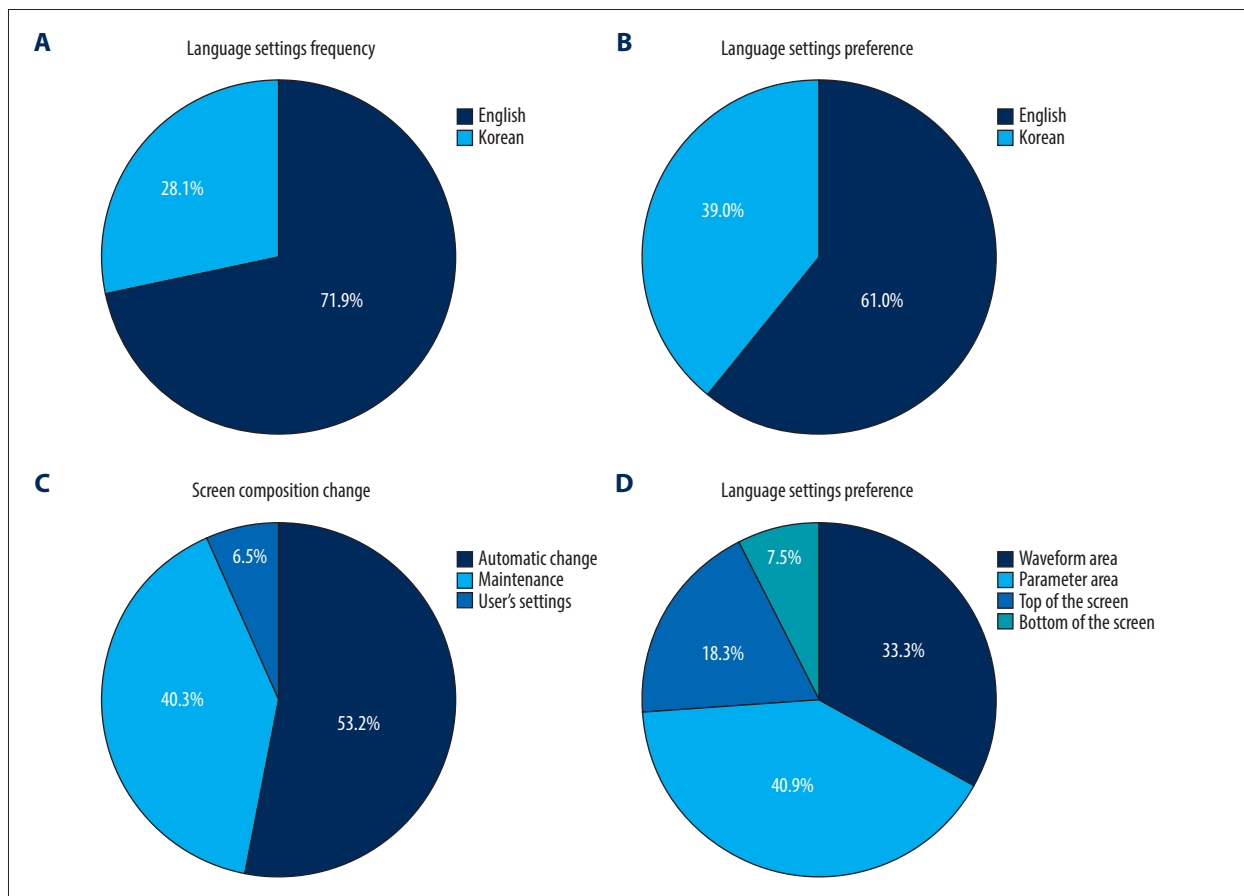 A
Language settings frequency
English
Korean
28.1%
71.9%
B
Language settings preference
English
Korean
39.0%
61.0%
C
Screen composition change
Automatic change
Maintenance
User's settings
6.5%
40.3%
53.2%
D
Language settings preference
Waveform area
Parameter area
Top of the screen
Bottom of the screen
7.5%
18.3%
33.3%
40.9%